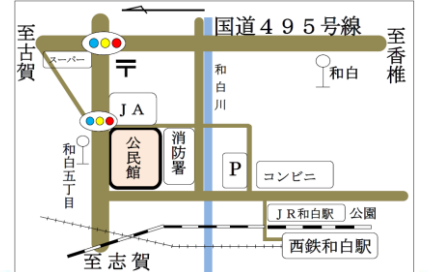 国道４９５号線
至古賀
至香椎
スーパー
〒
和白川
和白
ＪＡ
公民館
消防署
和白五丁目
P
コンビニ
ＪＲ和白駅
公園
西鉄和白駅
至志賀